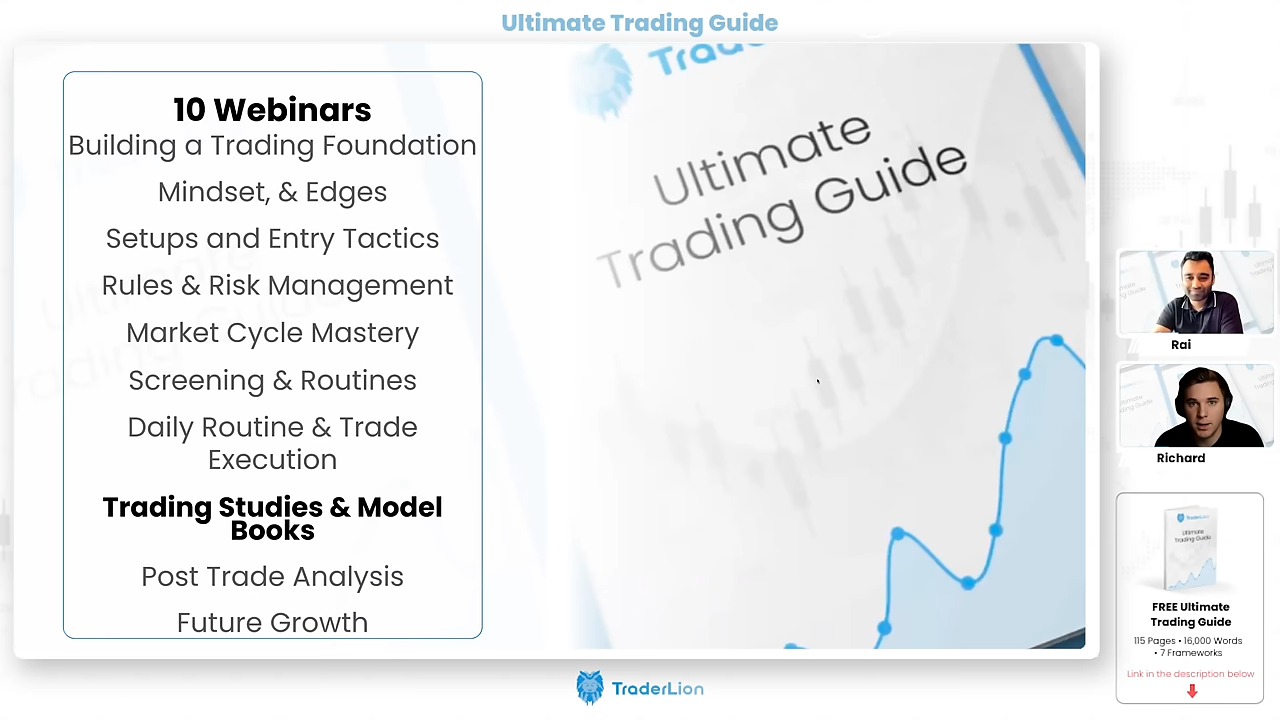 Ultimate Trading Guide
10 Webinars
Building a Trading Foundation
Mindset, & Edges
Setups and Entry Tactics
Rules & Risk Management
Market Cycle Mastery
Screening & Routines
Daily Routine & Trade
Execution
Trading Studies & Model
Books
Post Trade Analysis
Future Growth
Ultimate
Trading Guide
Rai
Richard
TraderLion
Ultimate
Trading Guide
FREE Ultimate
Trading Guide
115 Pages • 16,000 Words
• 7 Frameworks
Link in the description below
TraderLion